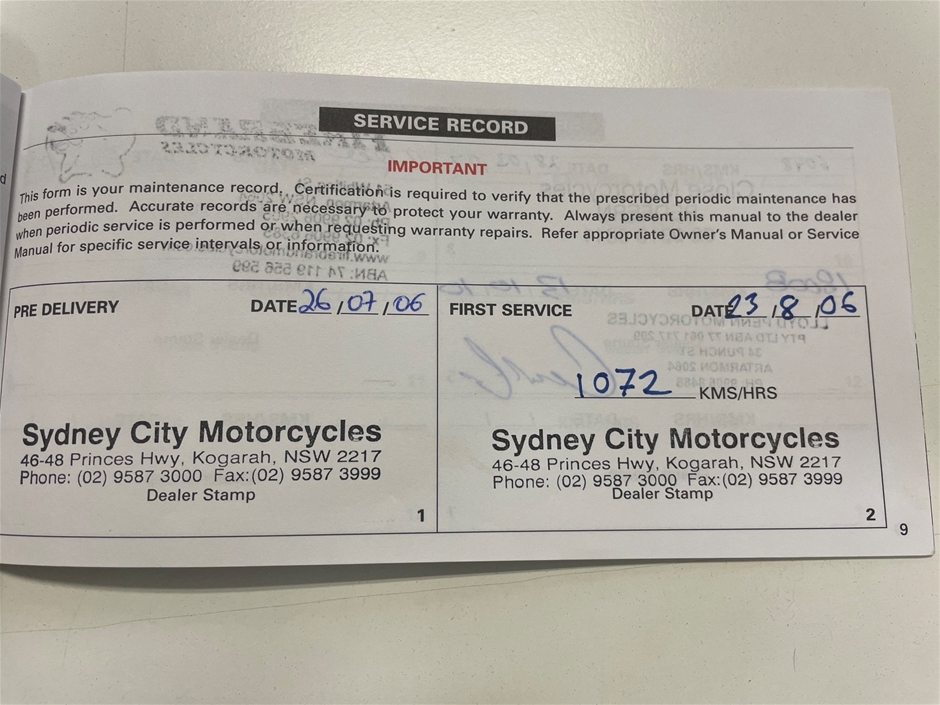 SERVICE RECORD
IMPORTANT
This form is your maintenance record. Certification is required to verify that the prescribed periodic maintenance has
been performed. Accurate records are necessary to protect your warranty. Always present this manual to the dealer
when periodic service is performed or when requesting warranty repairs. Refer appropriate Owner's Manual or Service
Manual for specific service intervals or information.
PRE DELIVERY DATE 26/07/06
Sydney City Motorcycles
46-48 Princes Hwy, Kogarah, NSW 2217
Phone: (02) 9587 3000 Fax:(02) 9587 3999
Dealer Stamp
1
FIRST SERVICE DATE 23/8/06
1072 KMS/HRS
Sydney City Motorcycles
46-48 Princes Hwy, Kogarah, NSW 2217
Phone: (02) 9587 3000 Fax:(02) 9587 3999
Dealer Stamp
2
9